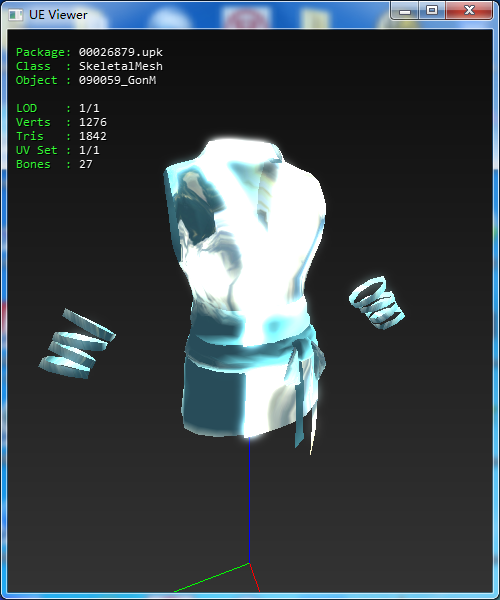 UE Viewer
Package: 00026879.upk
Class  : SkeletalMesh
Object : 090059_GonM
LOD    : 1/1
Verts  : 1276
Tris   : 1842
UV Set : 1/1
Bones  : 27